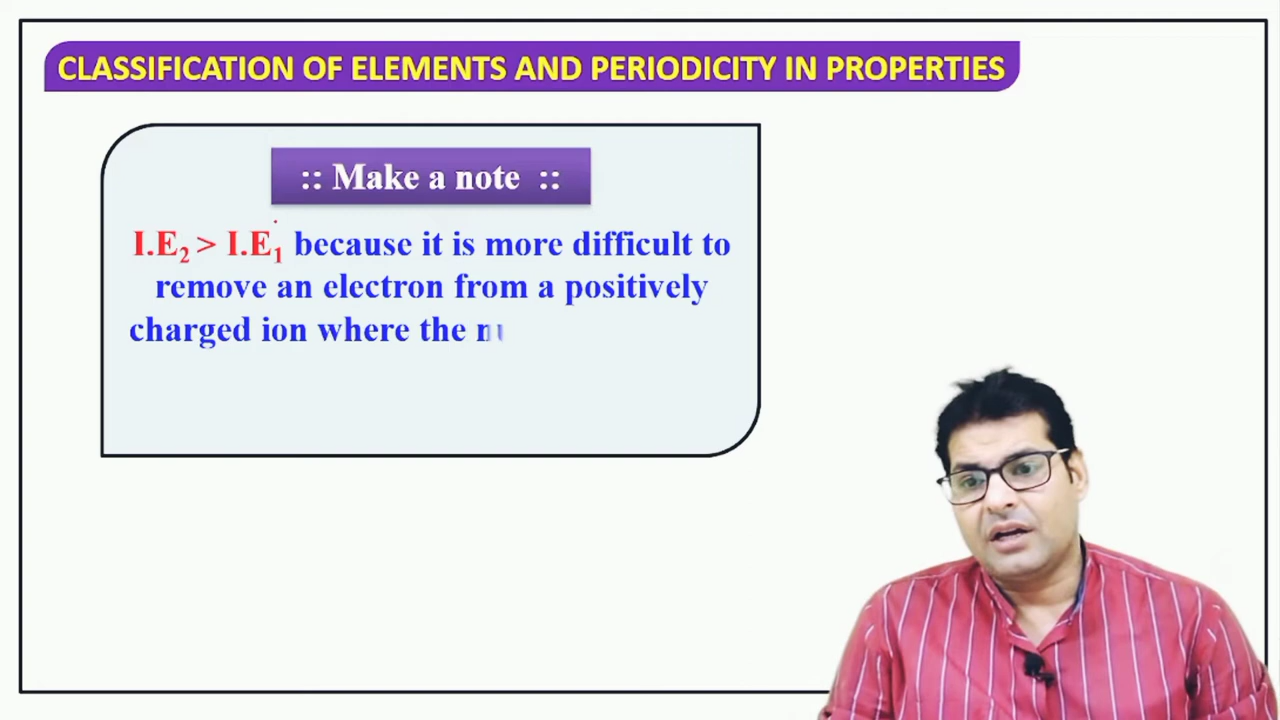 CLASSIFICATION OF ELEMENTS AND PERIODICITY IN PROPERTIES
:: Make a note ::
I.E₂ > I.E₁ because it is more difficult to
remove an electron from a positively
charged ion where the